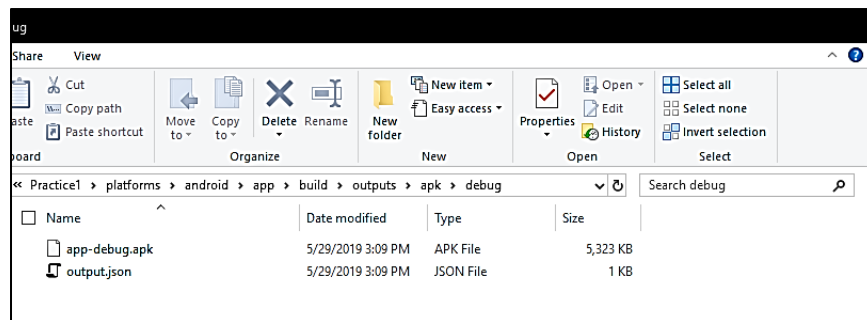 ug
Share View
Cut
Copy path
aste Paste shortcut
oard
Move to
Copy to
Delete Rename
Organize
New folder
New item
Easy access
New
Properties
Open
Edit
History
Open
Select all
Select none
Invert selection
Select
« Practice1 › platforms › android › app › build › outputs › apk › debug
Search debug
Name Date modified Type Size
app-debug.apk 5/29/2019 3:09 PM APK File 5,323 KB
output.json 5/29/2019 3:09 PM JSON File 1 KB